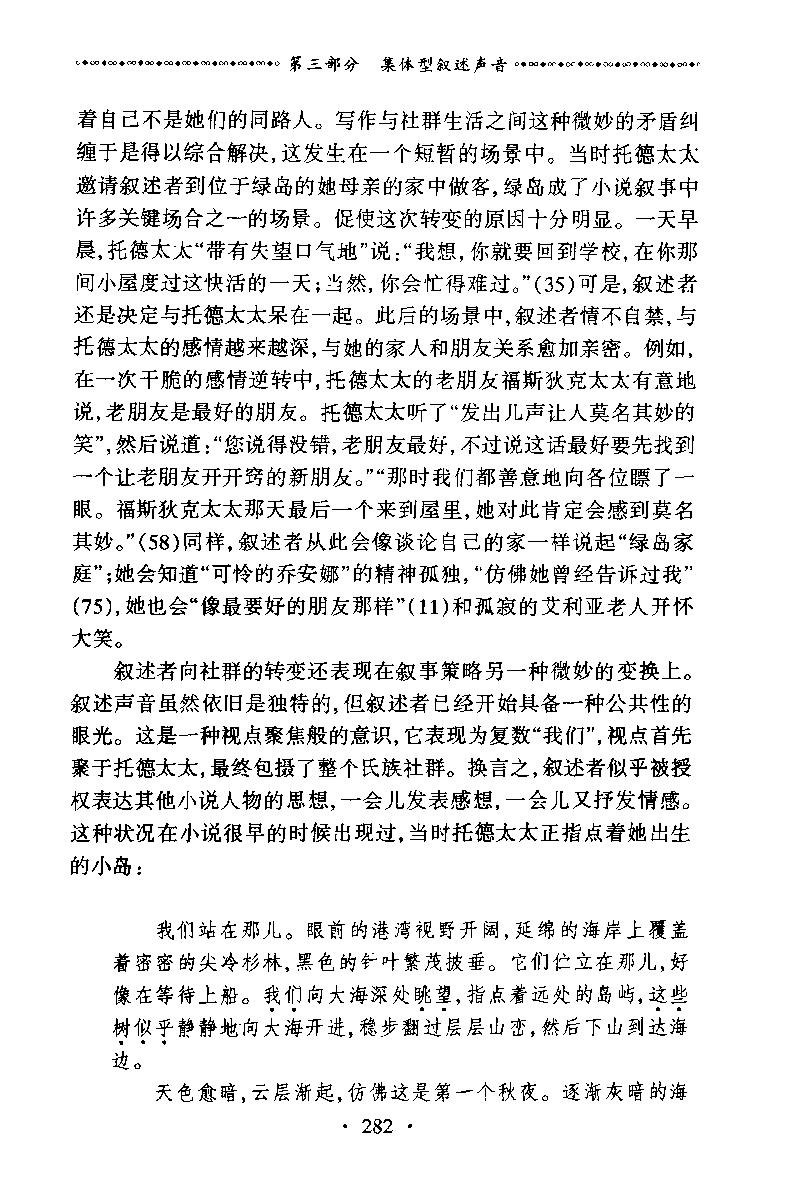 第三部分 集体型叙述声音
着自己不是她们的同路人。写作与社群生活之间这种微妙的矛盾纠
缠于是得以综合解决,这发生在一个短暂的场景中。当时托德太太
邀请叙述者到位于绿岛的她母亲的家中做客,绿岛成了小说叙事中
许多关键场合之一的场景。促使这次转变的原因十分明显。一天早
晨,托德太太“带有失望口气地”说:“我想,你就要回到学校,在你那
间小屋度过这快活的一天;当然,你会忙得难过。”(35)可是,叙述者
还是决定与托德太太呆在一起。此后的场景中,叙述者情不自禁,与
托德太太的感情越来越深,与她的家人和朋友关系愈加亲密。例如,
在一次干脆的感情逆转中,托德太太的老朋友福斯狄克太太有意地
说,老朋友是最好的朋友。托德太太听了“发出几声让人莫名其妙的
笑”,然后说道:“您说得没错,老朋友最好,不过说这话最好要先找到
一个让老朋友开开窍的新朋友。”“那时我们都善意地向各位瞟了一
眼。福斯狄克太太那天最后一个来到屋里,她对此肯定会感到莫名
其妙。”(58)同样,叙述者从此会像谈论自己的家一样说起“绿岛家
庭”;她会知道“可怜的乔安娜”的精神孤独,“仿佛她曾经告诉过我”
(75),她也会“像最要好的朋友那样”(11)和孤寂的艾利亚老人开怀
大笑。
叙述者向社群的转变还表现在叙事策略另一种微妙的变换上。
叙述声音虽然依旧是独特的,但叙述者已经开始具备一种公共性的
眼光。这是一种视点聚焦般的意识,它表现为复数“我们”,视点首先
聚于托德太太,最终包摄了整个氏族社群。换言之,叙述者似乎被授
权表达其他小说人物的思想,一会儿发表感想,一会儿又抒发情感。
这种状况在小说很早的时候出现过,当时托德太太正指点着她出生
的小岛:
我们站在那儿。眼前的港湾视野开阔,延绵的海岸上覆盖
着密密的尖冷杉林,黑色的针叶繁茂披垂。它们伫立在那儿,好
像在等待上船。我们向大海深处眺望,指点着远处的岛屿,这些
树似乎静静地向大海开进,稳步翻过层层山峦,然后下山到达海
边。
天色愈暗,云层渐起,仿佛这是第一个秋夜。逐渐灰暗的海
· 282 ·